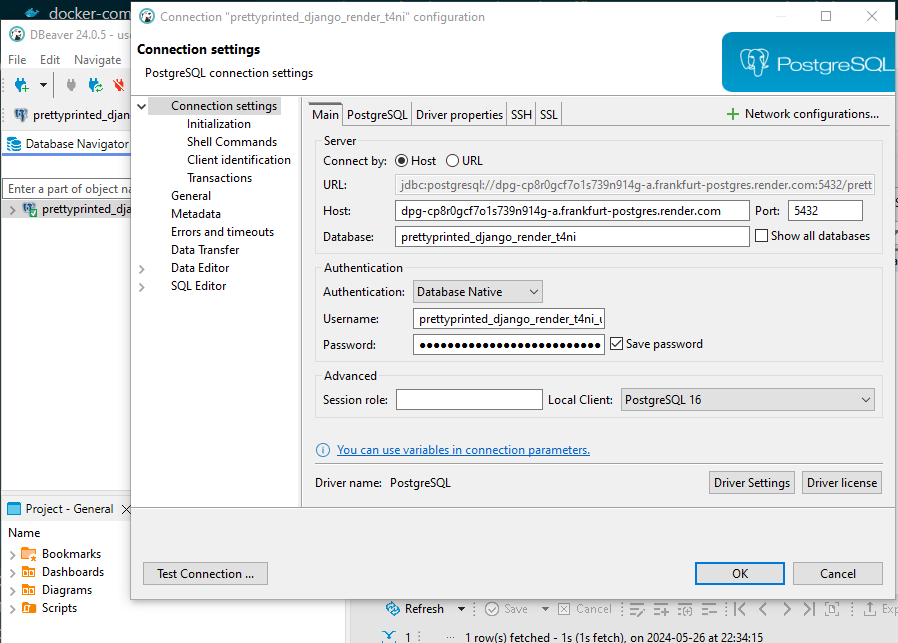 docker-com
Connection "prettyprinted_django_render_t4ni" configuration
DBeaver 24.0.5 -
File Edit Navigate
Connection settings
PostgreSQL connection settings
PostgreSQL
Connection settings
Initialization
Shell Commands
Client identification
Transactions
General
Metadata
Errors and timeouts
Data Transfer
Data Editor
SQL Editor
Main PostgreSQL Driver properties SSH SSL
Network configurations...
Server
Connect by: Host URL
URL: jdbc:postgresql://dpg-cp8r0gcf7o1s739n914g-a.frankfurt-postgres.render.com:5432/prett
Host: dpg-cp8r0gcf7o1s739n914g-a.frankfurt-postgres.render.com Port: 5432
Database: prettyprinted_django_render_t4ni Show all databases
Authentication
Authentication: Database Native
Username: prettyprinted_django_render_t4ni_u
Password: •••••••••••••••••••••••••• Save password
Advanced
Session role: Local Client: PostgreSQL 16
You can use variables in connection parameters.
Driver name: PostgreSQL Driver Settings Driver license
Test Connection ... OK Cancel
prettyprinted_djan
Database Navigator
Enter a part of object na
prettyprinted_dja
Project - General
Name
Bookmarks
Dashboards
Diagrams
Scripts
Refresh Save Cancel Exp
1 1 row(s) fetched - 1s (1s fetch), on 2024-05-26 at 22:34:15